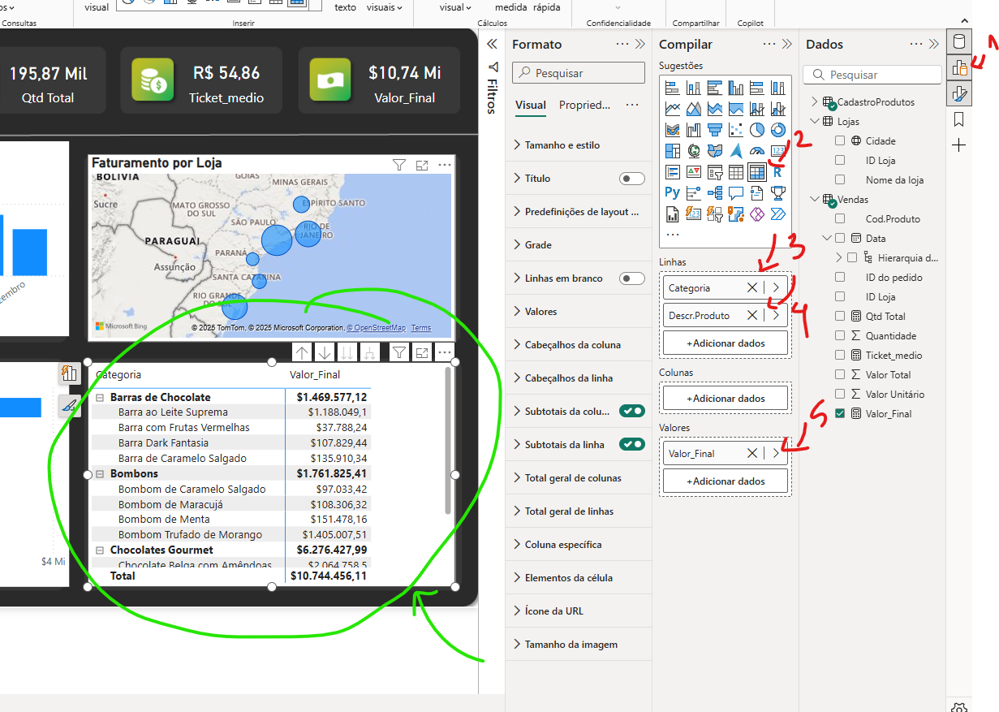 os
Consultas
visual
Inserir
texto
visuais
visual
Cálculos
medida
rápida
Confidencialidade
Compartilhar
Copilot
195,87 Mil
Qtd Total
R$ 54,86
Ticket_medio
$10,74 Mi
Valor_Final
Faturamento por Loja
BOLÍVIA
GOIÁS
MINAS GERAIS
Sucre
MATO GROSSO
DO SUL
ESPÍRITO SANTO
SÃO PAULO
RIO DE
JANEIRO
PARAGUAI
PARANÁ
Assunção
SANTA CATARINA
RIO GRANDE
DO SUL
Microsoft Bing
© 2025 TomTom, © 2025 Microsoft Corporation, © OpenStreetMap Terms
zembro
$4 Mi
Categoria Valor_Final
Barras de Chocolate $1.469.577,12
Barra ao Leite Suprema $1.188.049,1
Barra com Frutas Vermelhas $37.788,24
Barra Dark Fantasia $107.829,44
Barra de Caramelo Salgado $135.910,34
Bombons $1.761.825,41
Bombom de Caramelo Salgado $97.033,42
Bombom de Maracujá $108.306,32
Bombom de Menta $151.478,16
Bombom Trufado de Morango $1.405.007,51
Chocolates Gourmet $6.276.427,99
Chocolate Belga com Amêndoas $2.064.758,5
Total $10.744.456,11
Filtros
Formato
Pesquisar
Visual Propried...
Tamanho e estilo
Título
Predefinições de layout ...
Grade
Linhas em branco
Valores
Cabeçalhos da coluna
Cabeçalhos da linha
Subtotais da colu...
Subtotais da linha
Total geral de colunas
Total geral de linhas
Coluna específica
Elementos da célula
Ícone da URL
Tamanho da imagem
Compilar
Sugestões
123
R
Py
123
...
2
Linhas
3
Categoria
Descr.Produto
4
+Adicionar dados
Colunas
+Adicionar dados
Valores
5
Valor_Final
+Adicionar dados
Dados
1
Pesquisar
CadastroProdutos
Lojas
Cidade
ID Loja
Nome da loja
Vendas
Cod.Produto
Data
Hierarquia d...
ID do pedido
ID Loja
Qtd Total
Quantidade
Ticket_medio
Valor Total
Valor Unitário
Valor_Final